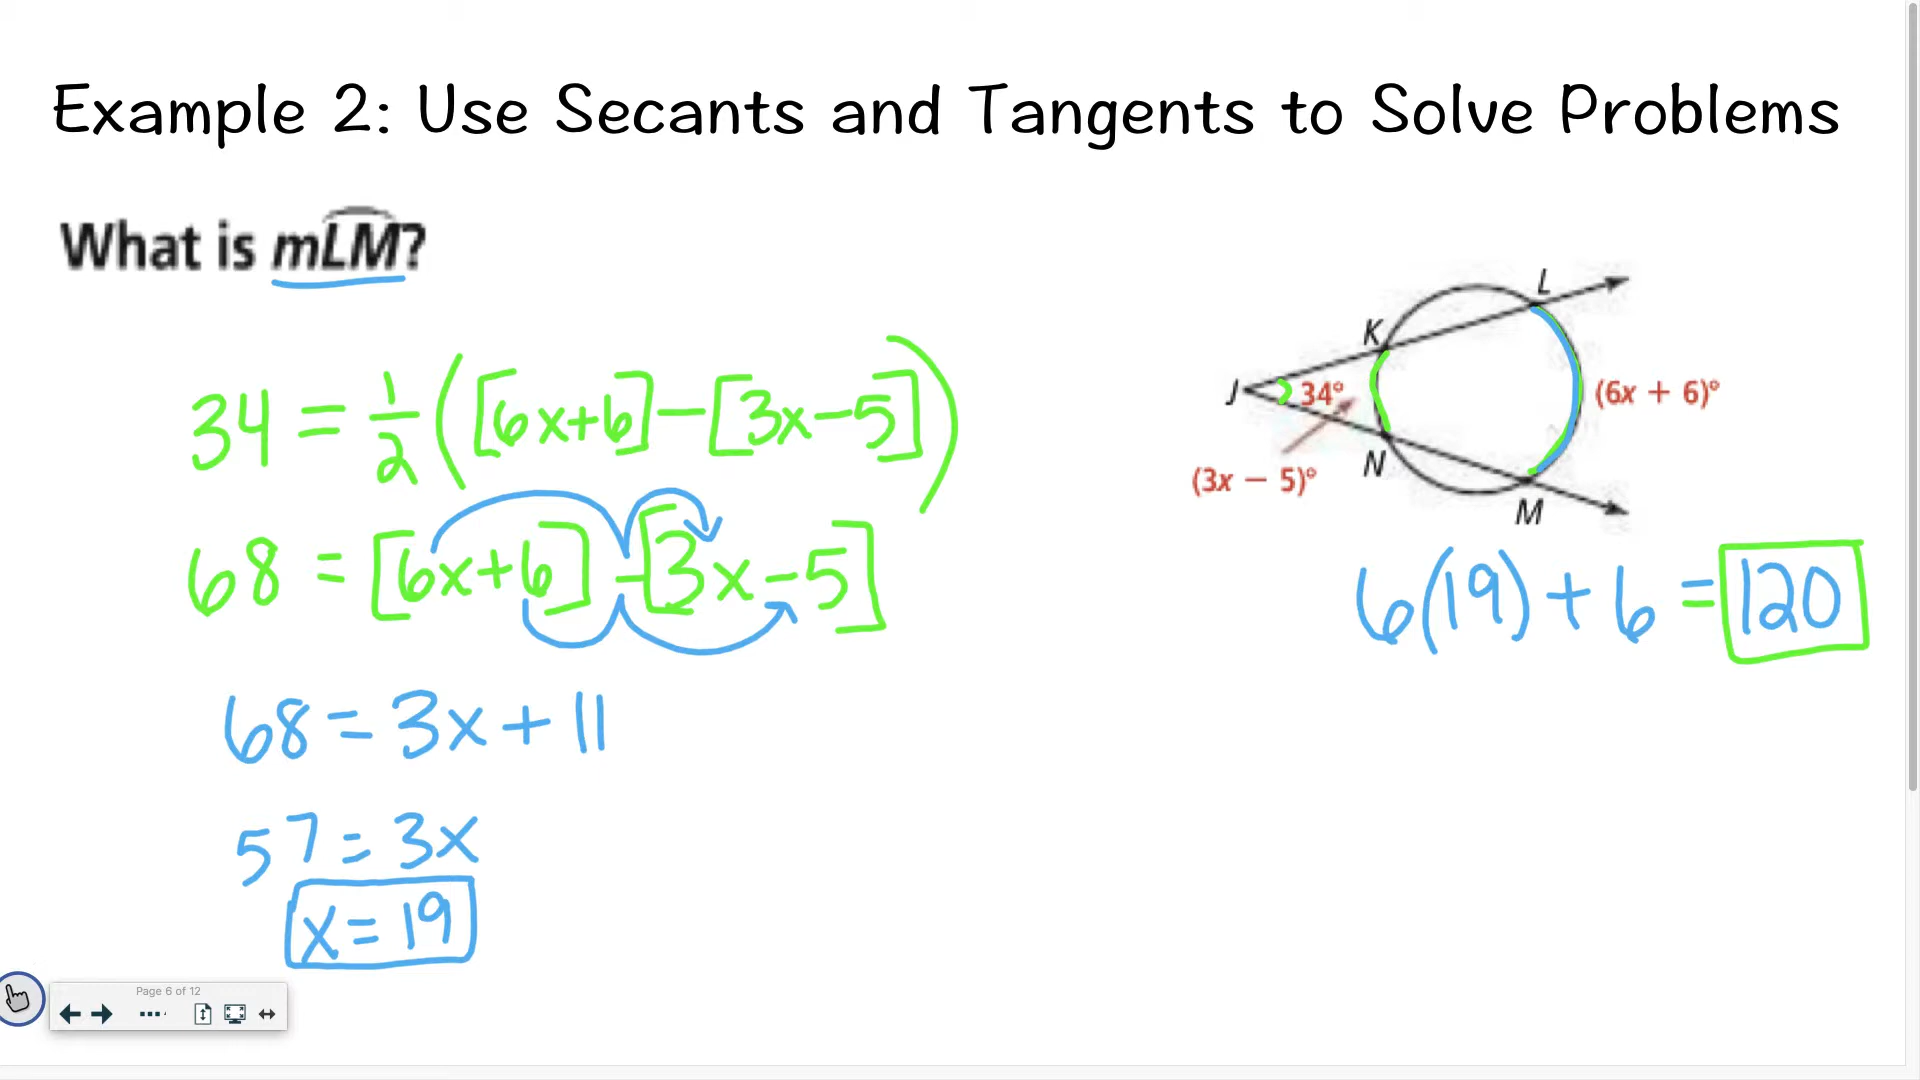 Example 2: Use Secants and Tangents to Solve Problems
What is mLM?
34 = 1/2 ([6x+6] - [3x-5])
68 = [6x+6] - [3x-5]
68 = 3x + 11
57 = 3x
x = 19
L
K
J
34°
(6x + 6)°
N
(3x − 5)°
M
6(19) + 6 = 120
Page 6 of 12